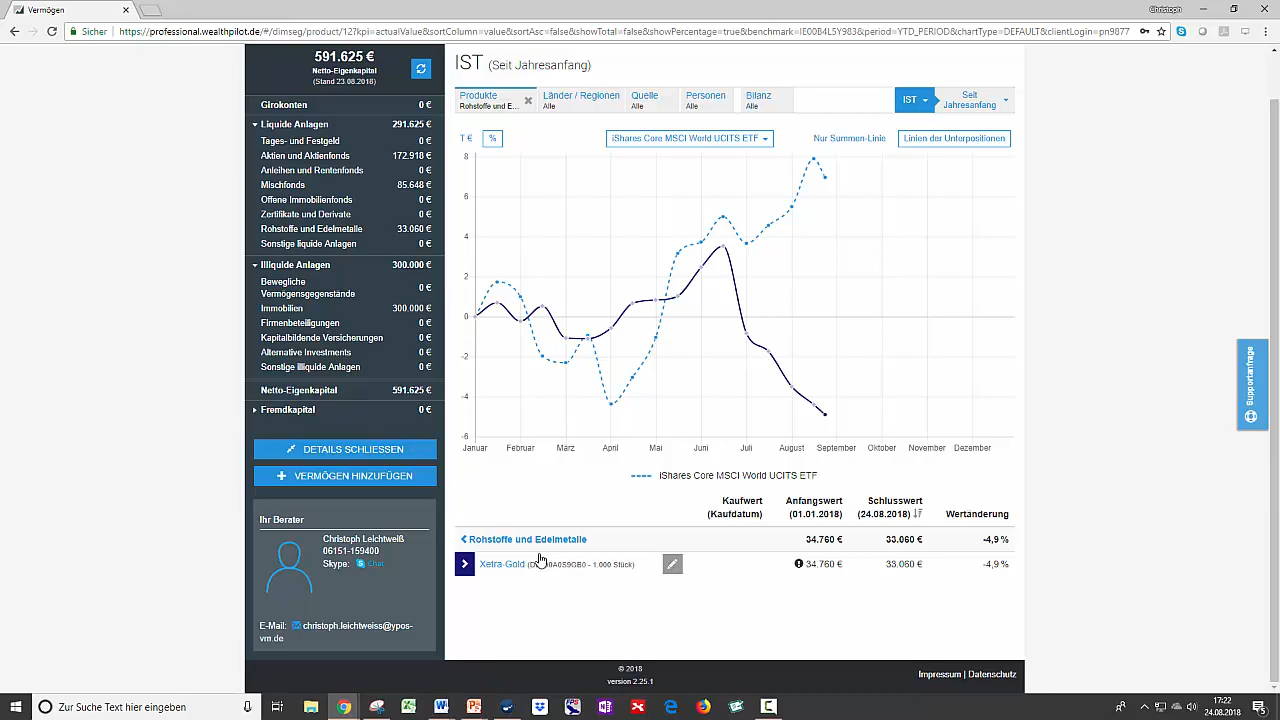 Vermögen
Christoph
Sicher
https://professional.wealthpilot.de/#/dimseg/product/12?kpi=actualValue&sortColumn=value&sortAsc=false&showTotal=false&showPercentage=true&benchmark=IE00B4L5Y983&period=YTD_PERIOD&chartType=DEFAULT&clientLogin=pn9877
591.625 €
Netto-Eigenkapital
(Stand 23.08.2018)
Girokonten 0 €
Liquide Anlagen 291.625 €
Tages- und Festgeld 0 €
Aktien und Aktienfonds 172.918 €
Anleihen und Rentenfonds 0 €
Mischfonds 85.648 €
Offene Immobilienfonds 0 €
Zertifikate und Derivate 0 €
Rohstoffe und Edelmetalle 33.060 €
Sonstige liquide Anlagen 0 €
Illiquide Anlagen 300.000 €
Bewegliche
Vermögensgegenstände 0 €
Immobilien 300.000 €
Firmenbeteiligungen 0 €
Kapitalbildende Versicherungen 0 €
Alternative Investments 0 €
Sonstige illiquide Anlagen 0 €
Netto-Eigenkapital 591.625 €
Fremdkapital 0 €
DETAILS SCHLIESSEN
VERMÖGEN HINZUFÜGEN
Ihr Berater
Christoph Leichtweiß
06151-159400
Skype: Chat
E-Mail: christoph.leichtweiss@ypos-
vm.de
IST (Seit Jahresanfang)
Produkte Länder / Regionen Quelle Personen Bilanz
Rohstoffe und E... Alle Alle Alle Alle
IST
Seit
Jahresanfang
T € % iShares Core MSCI World UCITS ETF Nur Summen-Linie Linien der Unterpositionen
8
6
4
2
0
-2
-4
-6
Januar Februar März April Mai Juni Juli August September Oktober November Dezember
iShares Core MSCI World UCITS ETF
Kaufwert Anfangswert Schlusswert
(Kaufdatum) (01.01.2018) (24.08.2018) Wertänderung
Rohstoffe und Edelmetalle 34.760 € 33.060 € -4,9 %
Xetra-Gold 1.000 Stück) 34.760 € 33.060 € -4,9 %
Supportanfrage
© 2018
version 2.25.1
Impressum | Datenschutz
Zur Suche Text hier eingeben
17:22
24.08.2018